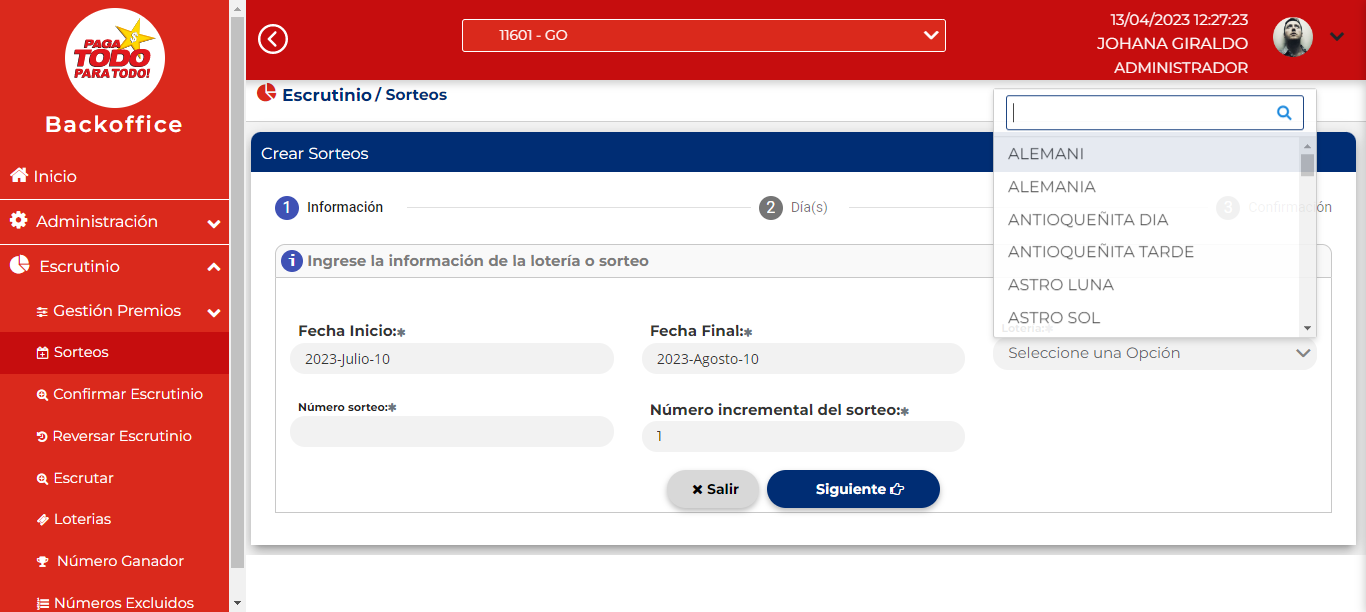 PAGA
TODO
PARA TODO!
Backoffice
Inicio
Administración
Escrutinio
Gestión Premios
Sorteos
Confirmar Escrutinio
Reversar Escrutinio
Escrutar
Loterias
Número Ganador
Números Excluidos
11601 - GO
13/04/2023 12:27:23
JOHANA GIRALDO
ADMINISTRADOR
Escrutinio / Sorteos
Crear Sorteos
1 Información
2 Día(s)
3 Confirmación
i Ingrese la información de la lotería o sorteo
Fecha Inicio:*
2023-Julio-10
Fecha Final:*
2023-Agosto-10
ALEMANI
ALEMANIA
ANTIOQUEÑITA DIA
ANTIOQUEÑITA TARDE
ASTRO LUNA
ASTRO SOL
Lotería:*
Seleccione una Opción
Número sorteo:*
Número incremental del sorteo:*
1
Salir
Siguiente